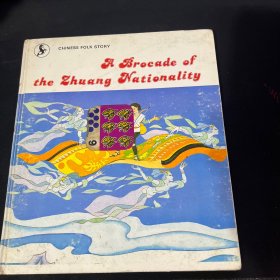 CHINESE FOLK STORY
A Brocade of
the Zhuang Nationality